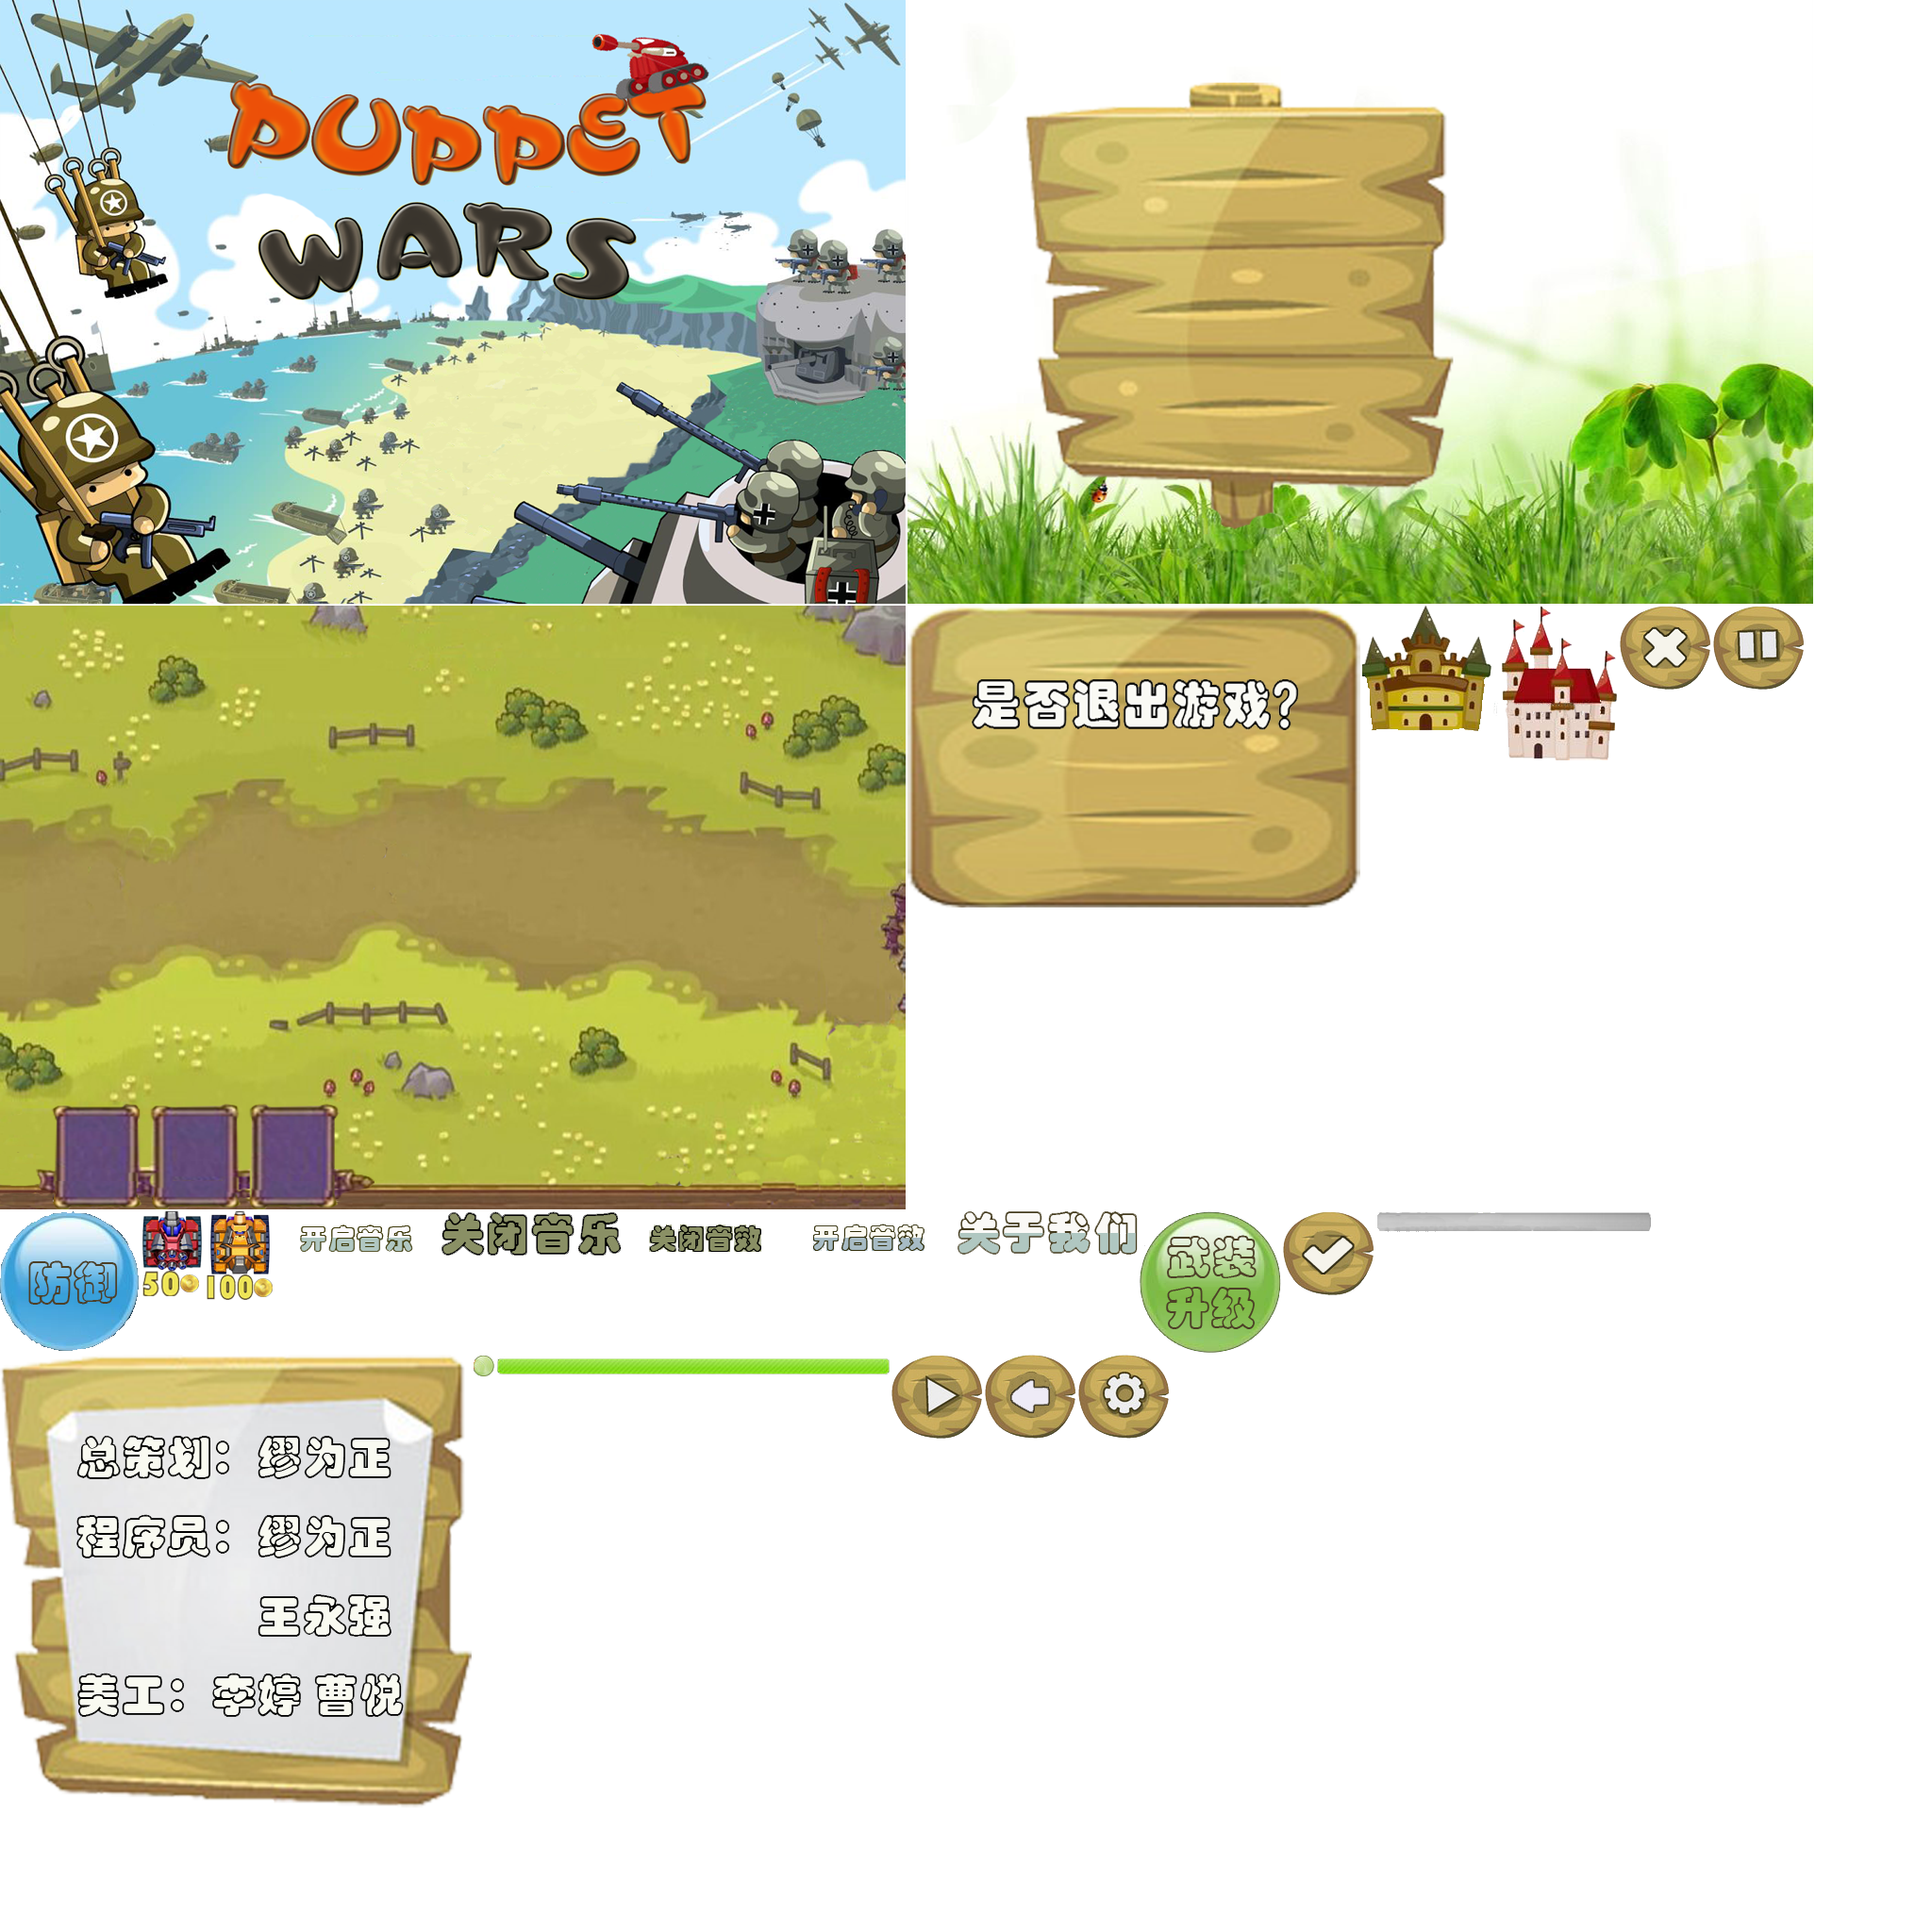 PUPPET
WARS
是否退出游戏?
防御
50
100
开启音乐
关闭音乐
关闭音效
开启音效
关于我们
武装
升级
总策划：缪为正
程序员：缪为正
王永强
美工：李婷 曹悦